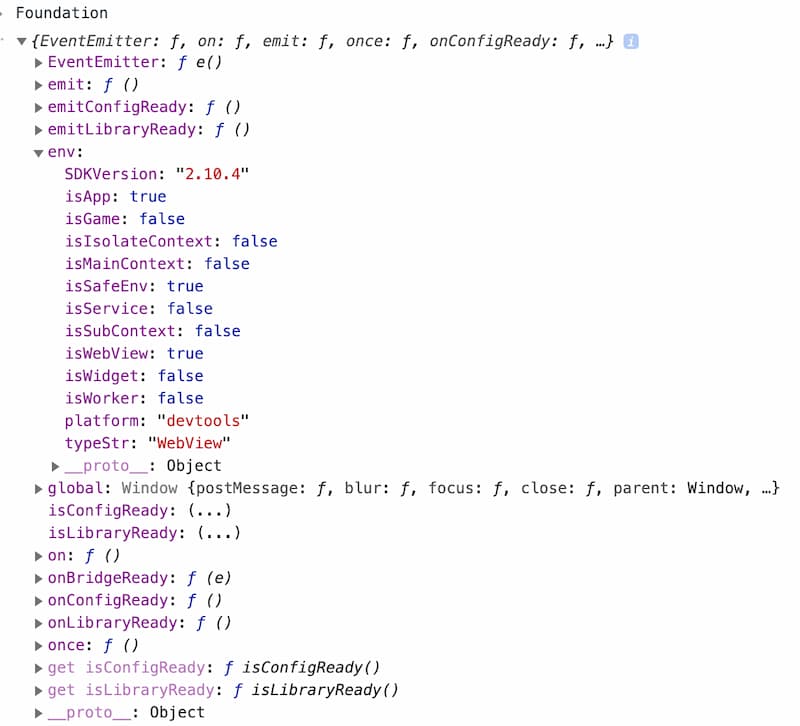 Foundation
▼{EventEmitter: ƒ, on: ƒ, emit: ƒ, once: ƒ, onConfigReady: ƒ, …} i
▶EventEmitter: ƒ e()
▶emit: ƒ ()
▶emitConfigReady: ƒ ()
▶emitLibraryReady: ƒ ()
▼env:
SDKVersion: "2.10.4"
isApp: true
isGame: false
isIsolateContext: false
isMainContext: false
isSafeEnv: true
isService: false
isSubContext: false
isWebView: true
isWidget: false
isWorker: false
platform: "devtools"
typeStr: "WebView"
▶__proto__: Object
▶global: Window {postMessage: ƒ, blur: ƒ, focus: ƒ, close: ƒ, parent: Window, …}
isConfigReady: (...)
isLibraryReady: (...)
▶on: ƒ ()
▶onBridgeReady: ƒ (e)
▶onConfigReady: ƒ ()
▶onLibraryReady: ƒ ()
▶once: ƒ ()
▶get isConfigReady: ƒ isConfigReady()
▶get isLibraryReady: ƒ isLibraryReady()
▶__proto__: Object